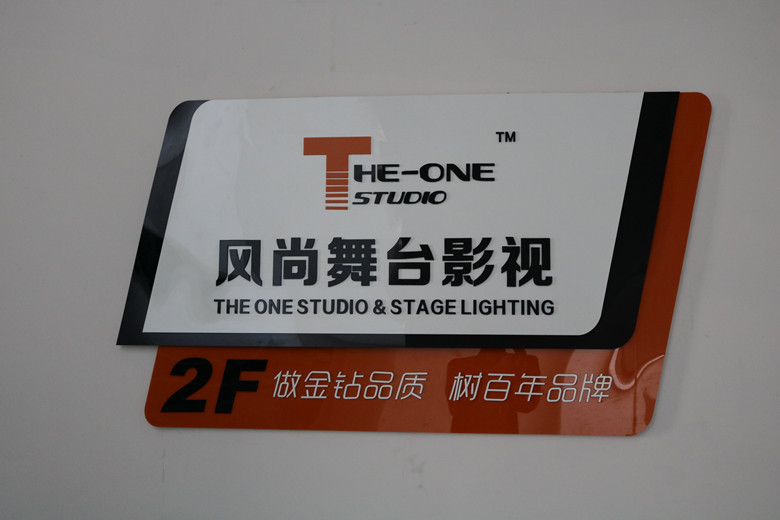 THE-ONE TM
STUDIO
风尚舞台影视
THE ONE STUDIO & STAGE LIGHTING
2F 做金钻品质 树百年品牌